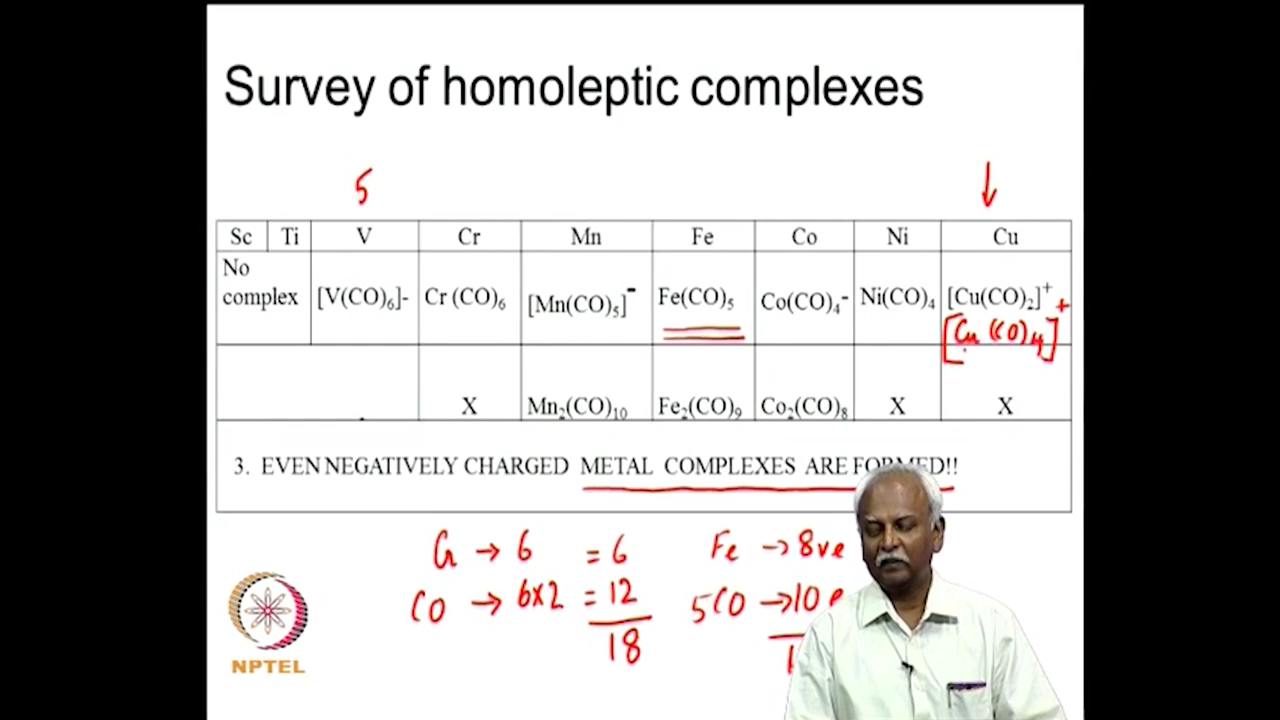 Survey of homoleptic complexes
5 ↓
Sc Ti V Cr Mn Fe Co Ni Cu
No complex [V(CO)₆]- Cr (CO)₆ [Mn(CO)₅]⁻ Fe(CO)₅ Co(CO)₄⁻ Ni(CO)₄ [Cu(CO)₂]⁺
[Cu(CO)₄]⁺
X Mn₂(CO)₁₀ Fe₂(CO)₉ Co₂(CO)₈ X X
3. EVEN NEGATIVELY CHARGED METAL COMPLEXES ARE FORMED!!
Cr → 6 = 6 Fe → 8ve
CO → 6x2 = 12 5CO → 10 e
18
NPTEL